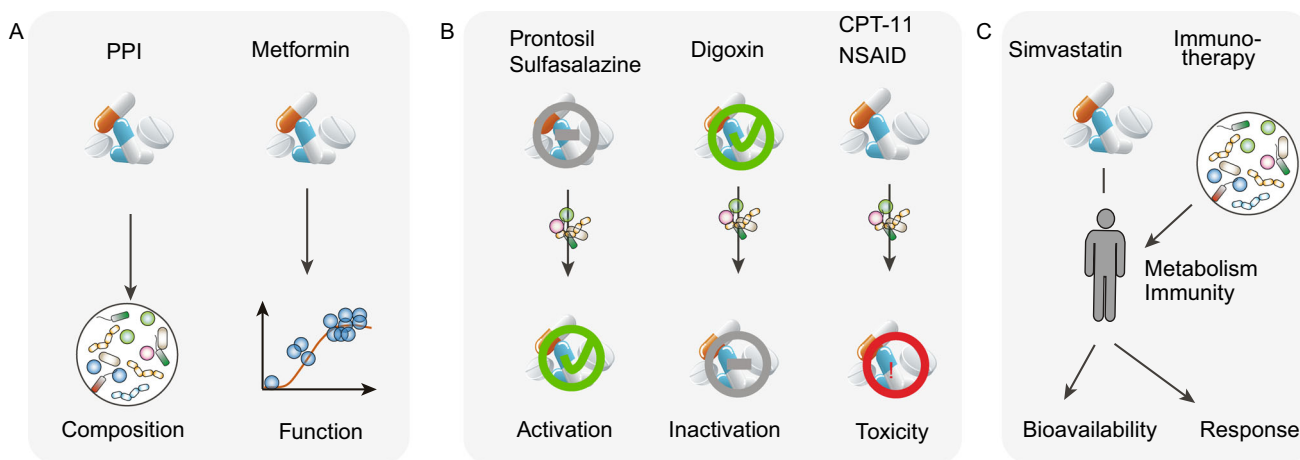 A
PPI
Metformin
Composition
Function
B
Prontosil
Sulfasalazine
Digoxin
CPT-11
NSAID
!
Activation
Inactivation
Toxicity
C
Simvastatin
Immuno-
therapy
Metabolism
Immunity
Bioavailability
Response